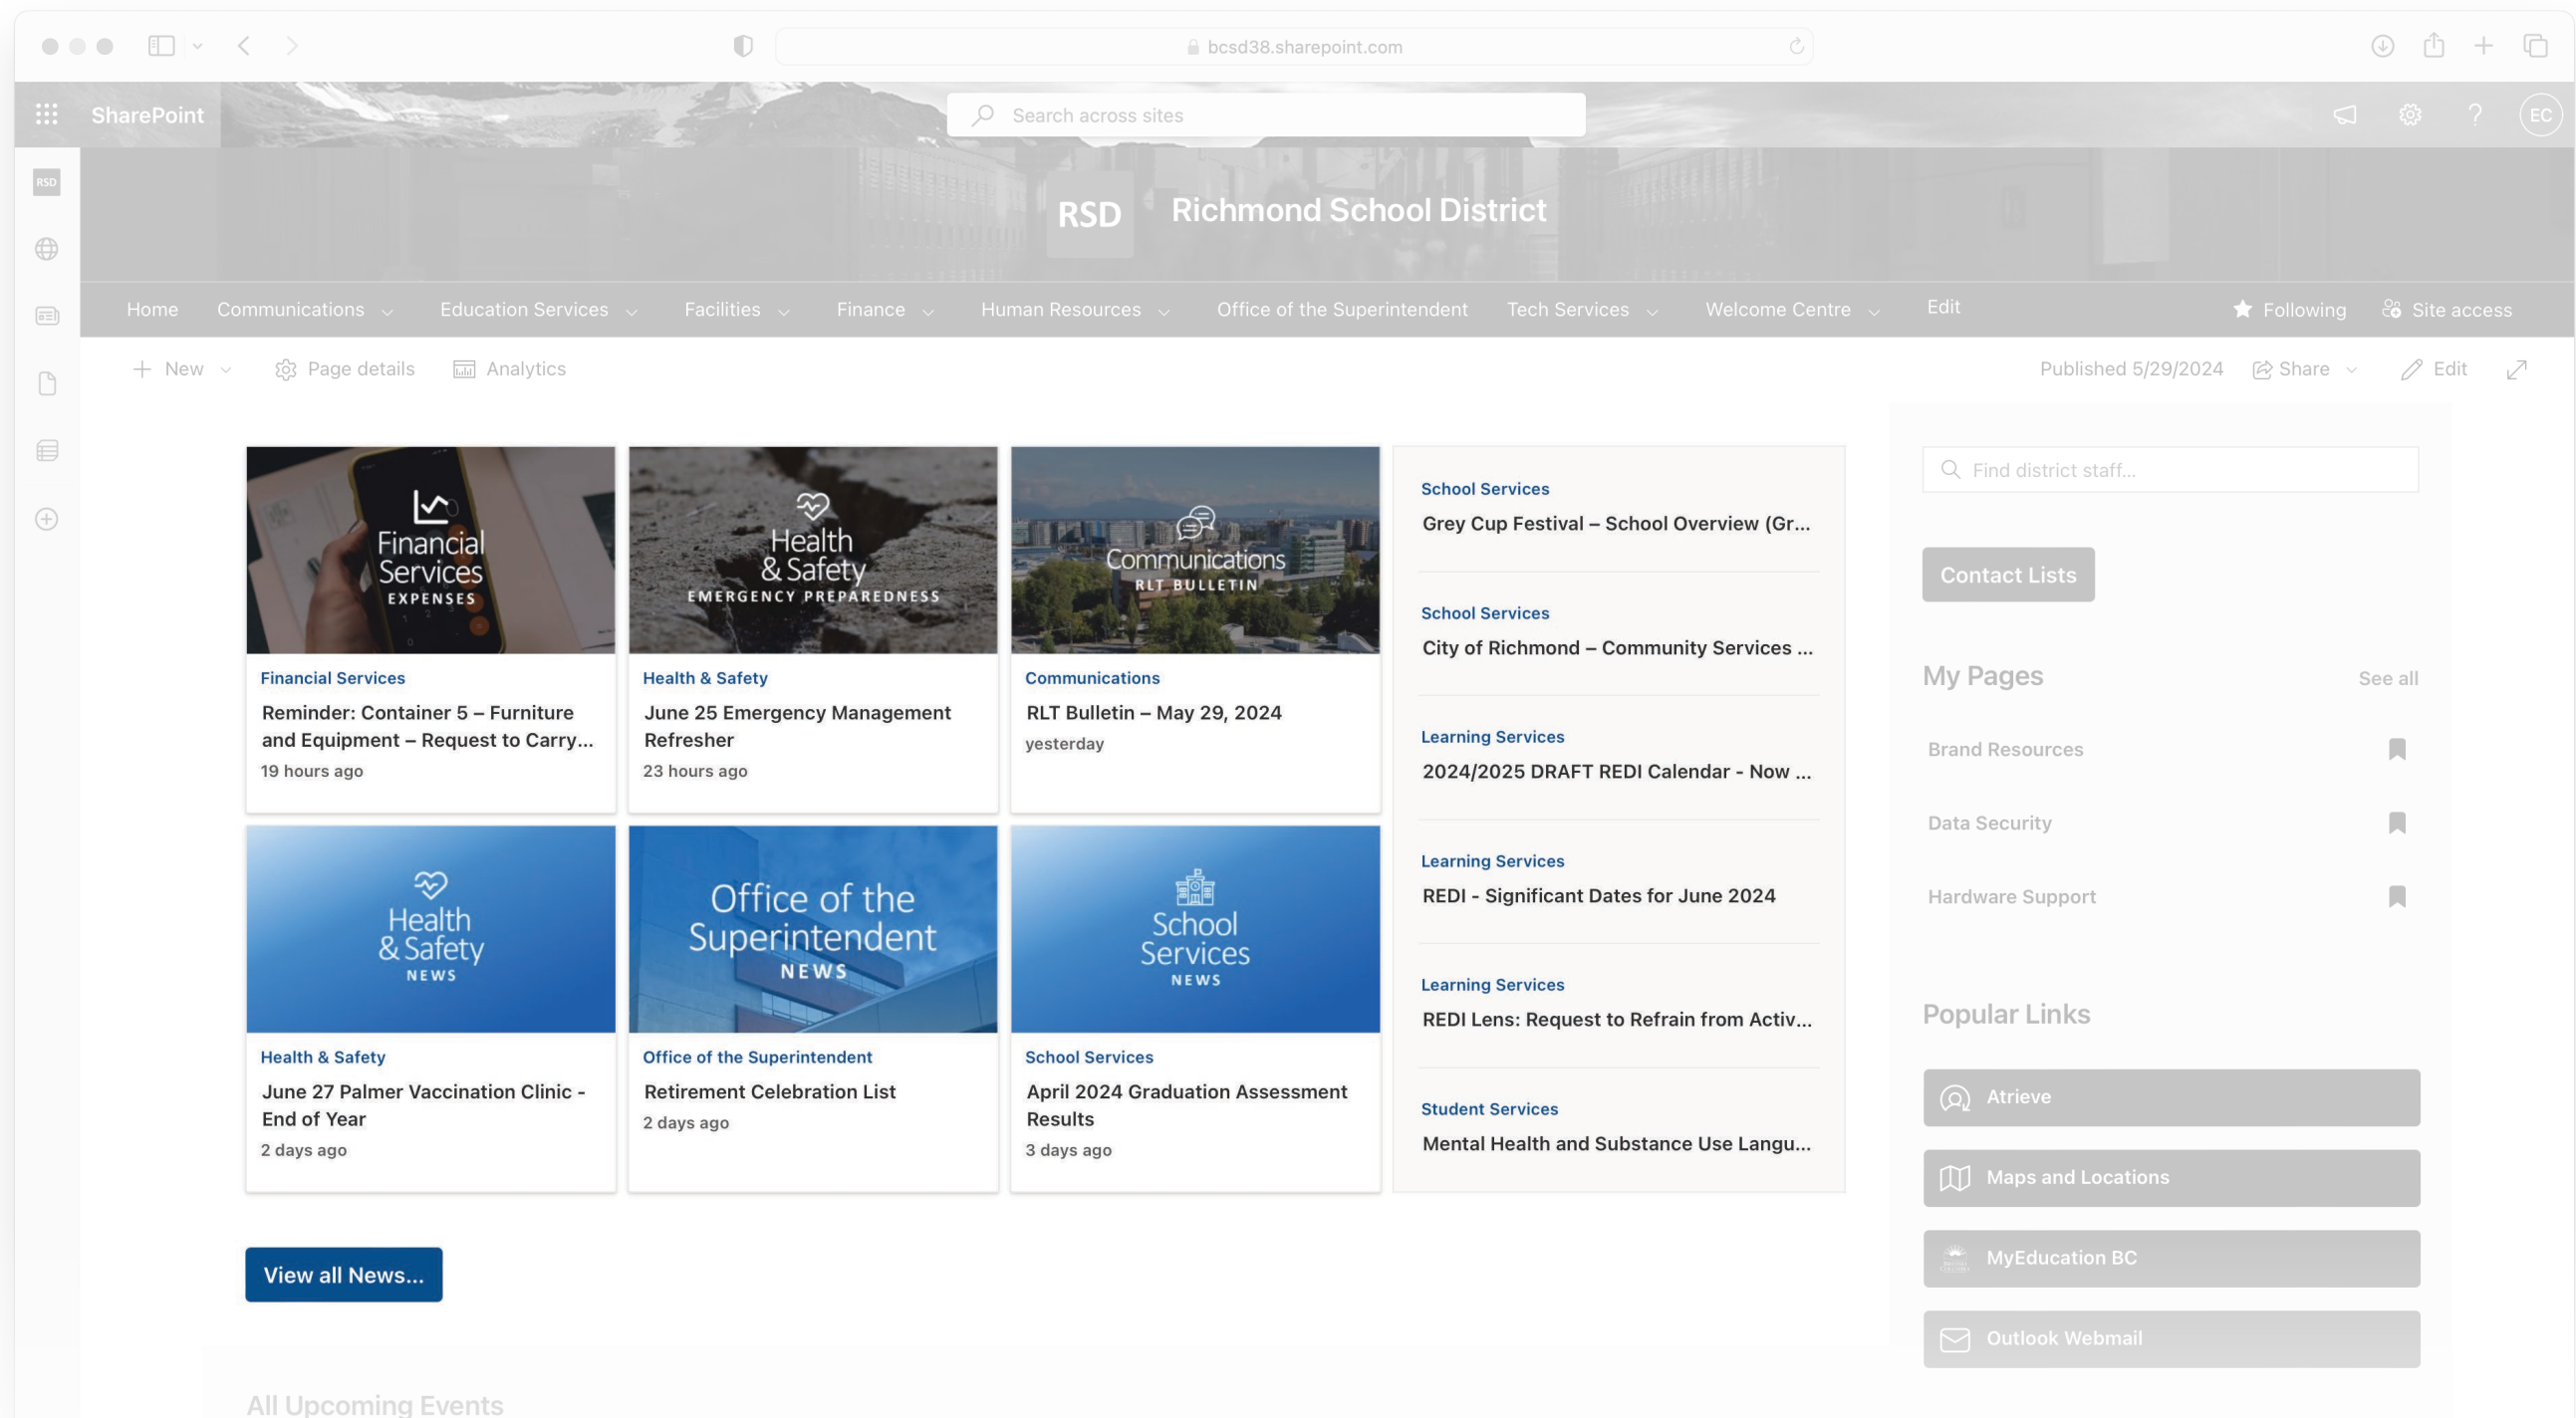 bcsd38.sharepoint.com
SharePoint
Search across sites
EC
RSD
RSD
Richmond School District
Home
Communications
Education Services
Facilities
Finance
Human Resources
Office of the Superintendent
Tech Services
Welcome Centre
Edit
Following
Site access
New
Page details
Analytics
Published 5/29/2024
Share
Edit
Financial
Services
EXPENSES
Financial Services
Reminder: Container 5 – Furniture
and Equipment – Request to Carry...
19 hours ago
Health
& Safety
EMERGENCY PREPAREDNESS
Health & Safety
June 25 Emergency Management
Refresher
23 hours ago
Communications
RLT BULLETIN
Communications
RLT Bulletin – May 29, 2024
yesterday
Health
& Safety
NEWS
Health & Safety
June 27 Palmer Vaccination Clinic -
End of Year
2 days ago
Office of the
Superintendent
NEWS
Office of the Superintendent
Retirement Celebration List
2 days ago
School
Services
NEWS
School Services
April 2024 Graduation Assessment
Results
3 days ago
School Services
Grey Cup Festival – School Overview (Gr...
School Services
City of Richmond – Community Services ...
Learning Services
2024/2025 DRAFT REDI Calendar - Now ...
Learning Services
REDI - Significant Dates for June 2024
Learning Services
REDI Lens: Request to Refrain from Activ...
Student Services
Mental Health and Substance Use Langu...
View all News...
All Upcoming Events
Find district staff...
Contact Lists
My Pages
See all
Brand Resources
Data Security
Hardware Support
Popular Links
Atrieve
Maps and Locations
MyEducation BC
Outlook Webmail